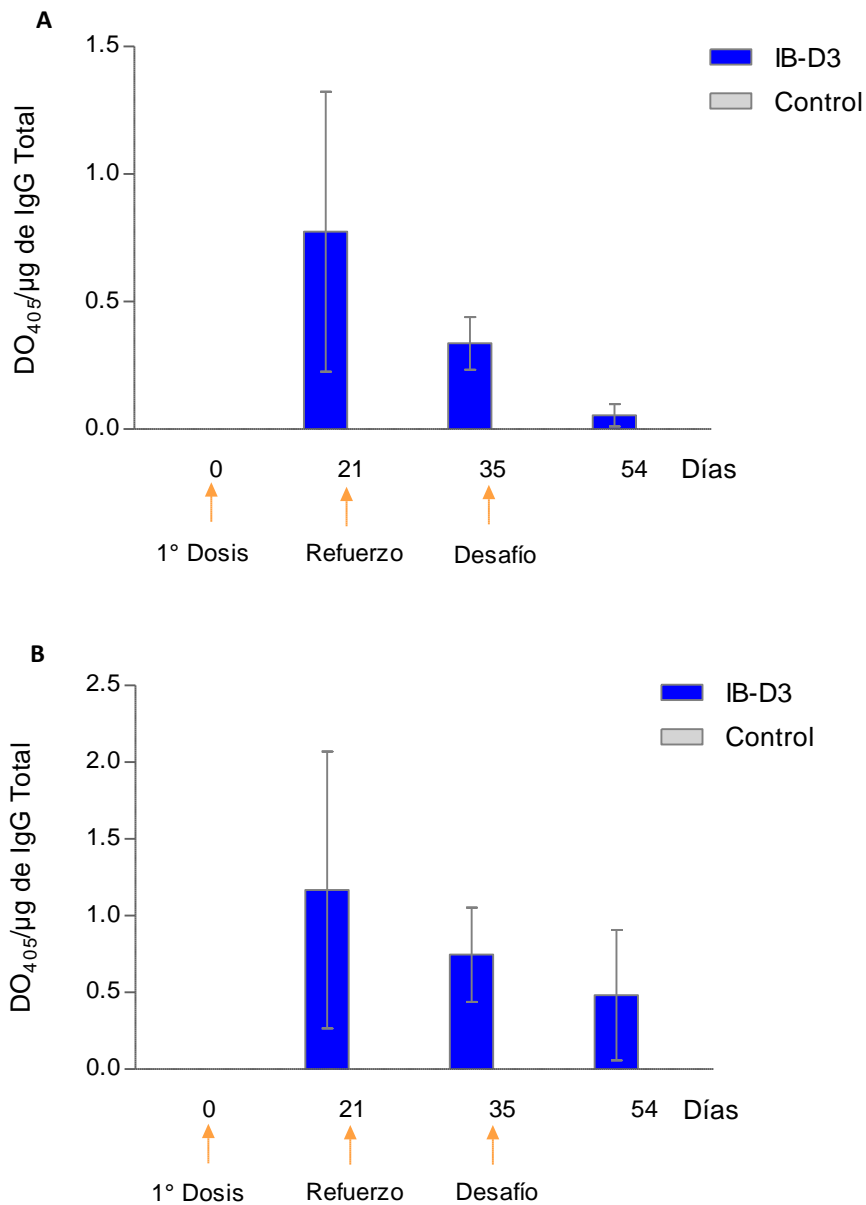 A
1.5
1.0
0.5
0.0
DO405/µg de IgG Total
IB-D3
Control
0 21 35 54 Días
1° Dosis Refuerzo Desafío
B
2.5
2.0
1.5
1.0
0.5
0.0
DO405/µg de IgG Total
IB-D3
Control
0 21 35 54 Días
1° Dosis Refuerzo Desafío